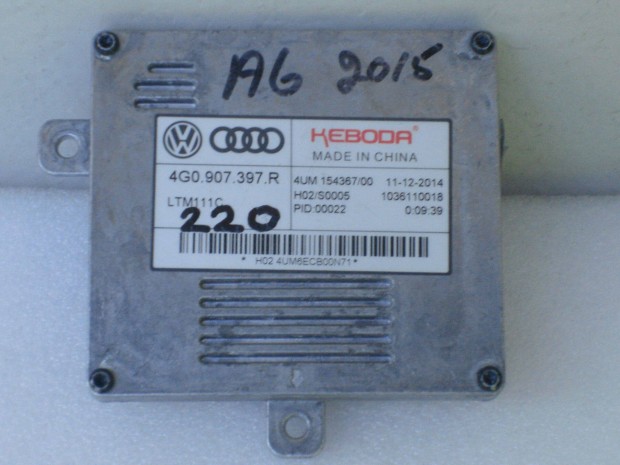 A6 2015
KEBODA
MADE IN CHINA
4G0.907.397.R
4UM 154367/00 11-12-2014
LTM111C
H02/S0005 1036110018
220
PID:00022 0:09:39
* H02 4UM6ECB00N71 *